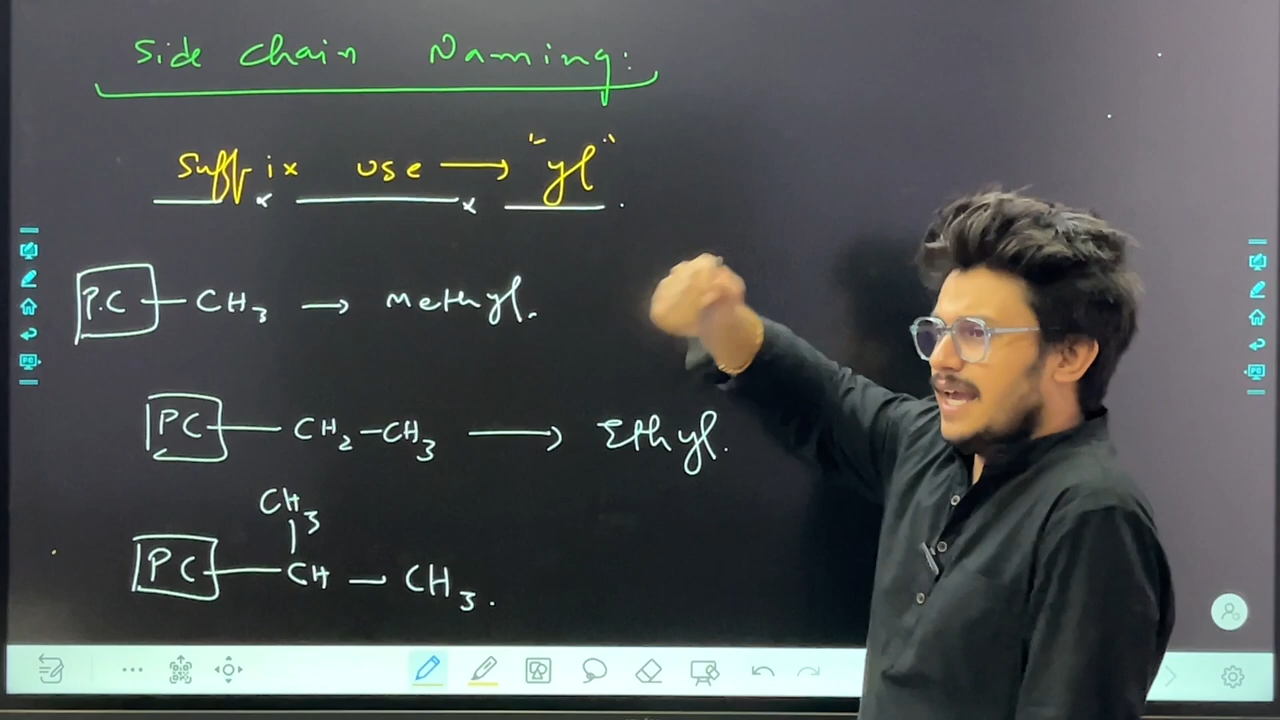 Side Chain Naming:
Suffix use → "yl".
P.C — CH3 → Methyl.
PC — CH2 — CH3 → Ethyl.
CH3
PC — CH — CH3.